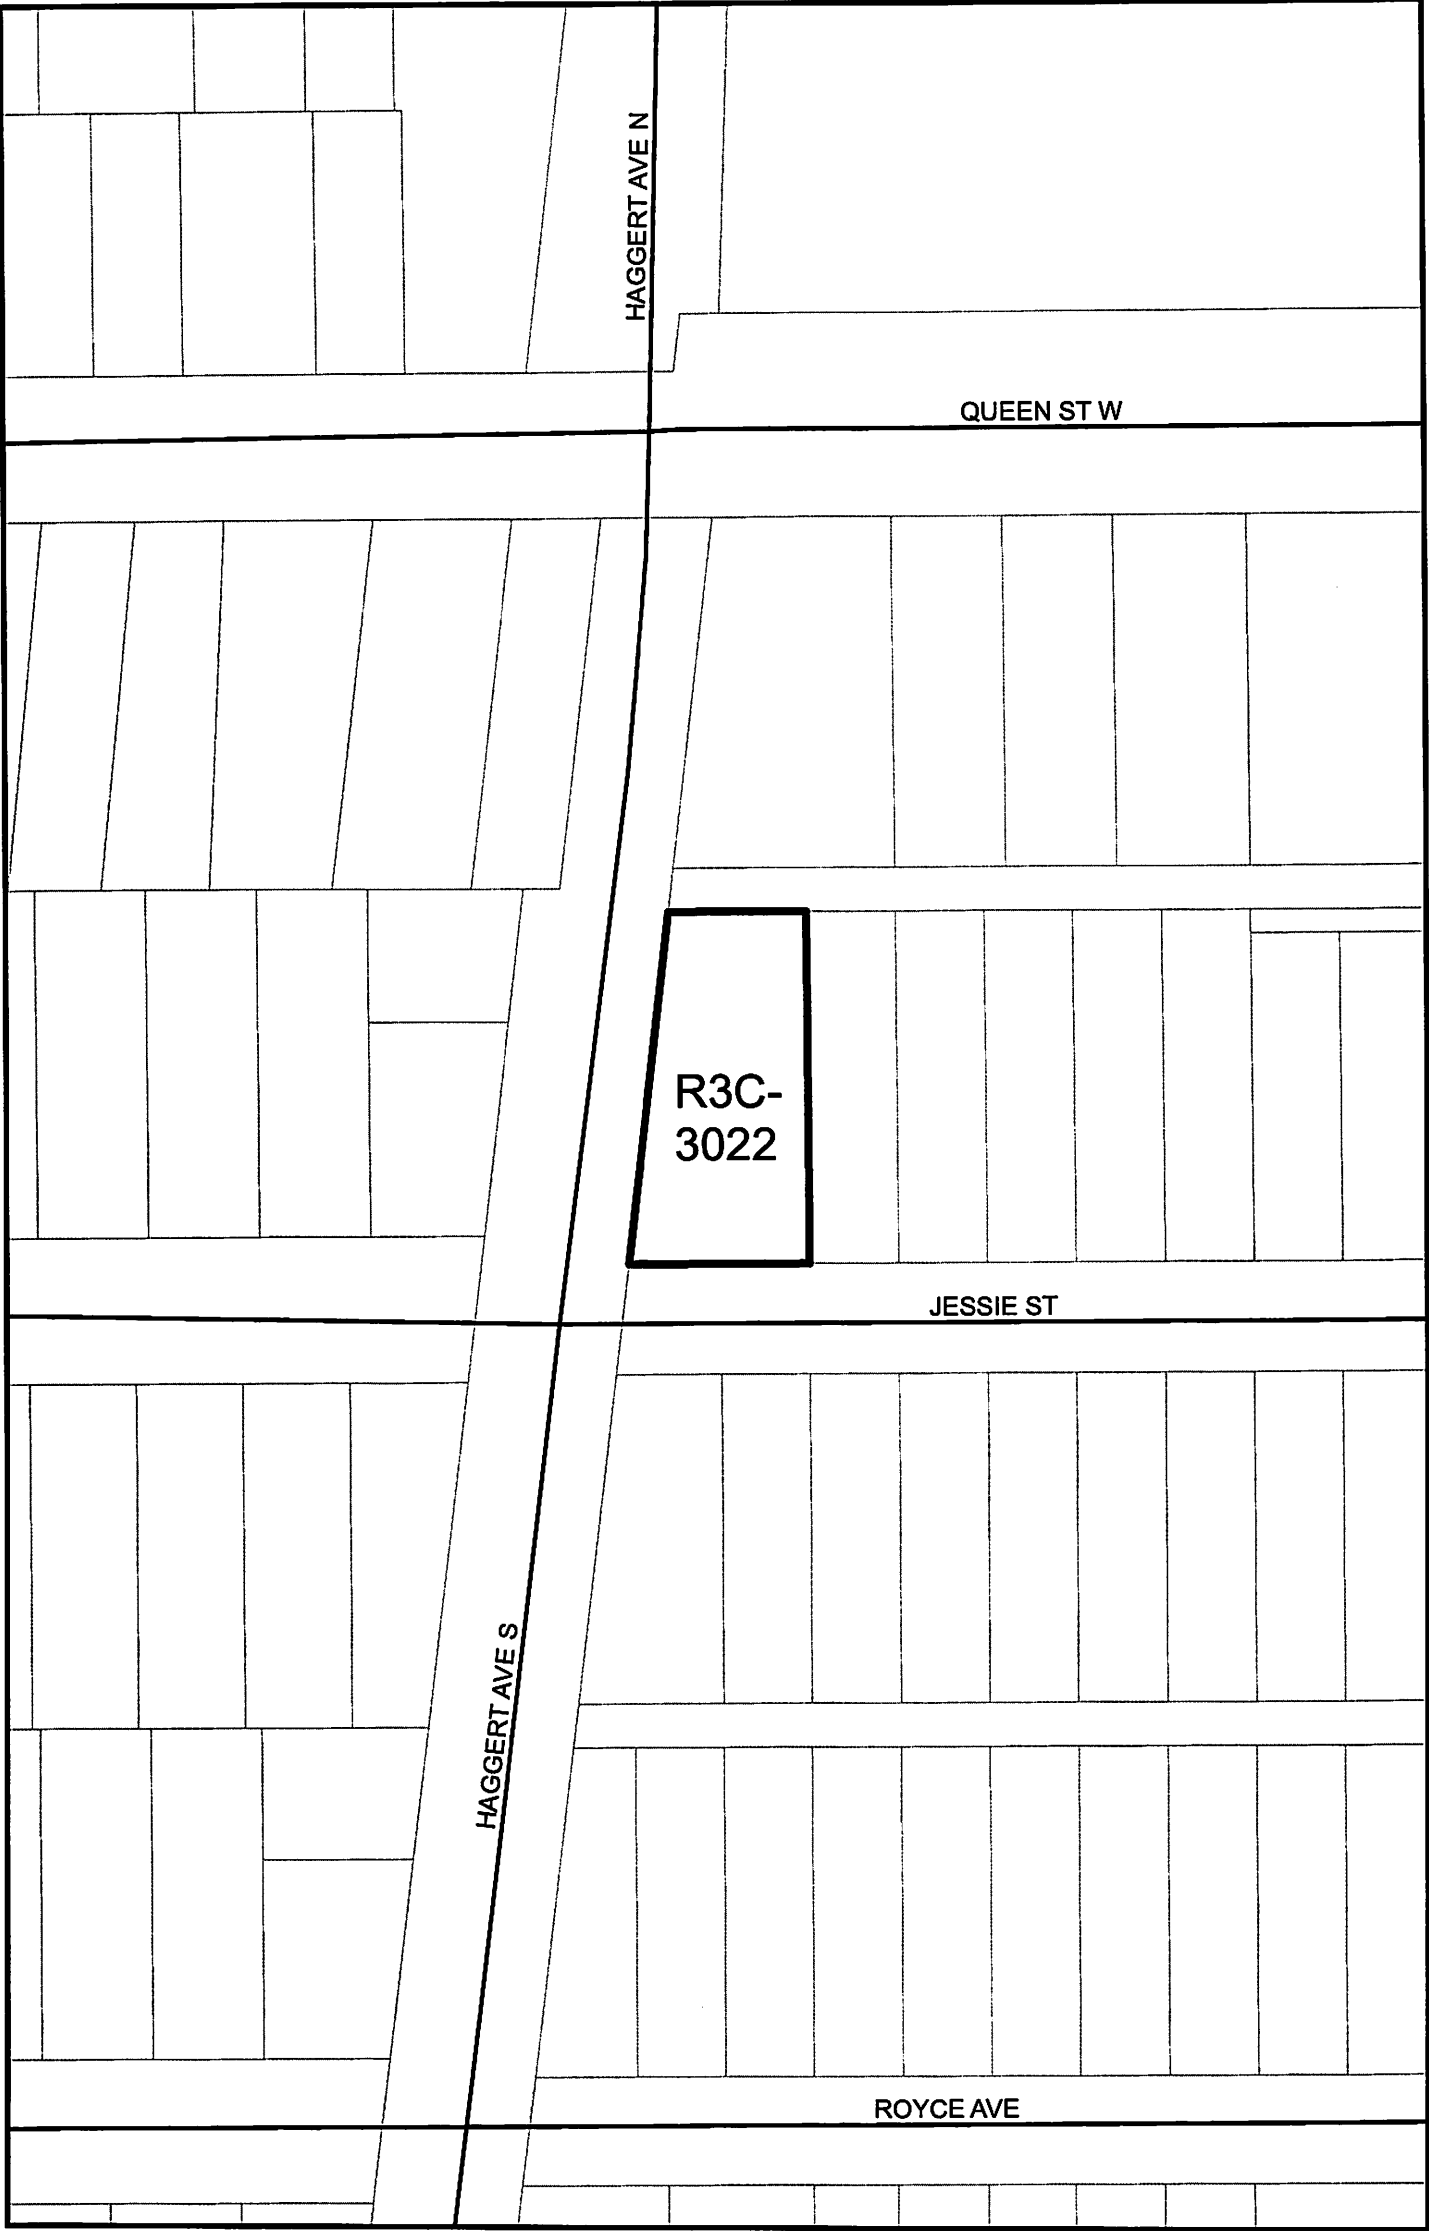 HAGGERT AVE N
QUEEN ST W
R3C-
3022
JESSIE ST
HAGGERT AVE S
ROYCE AVE